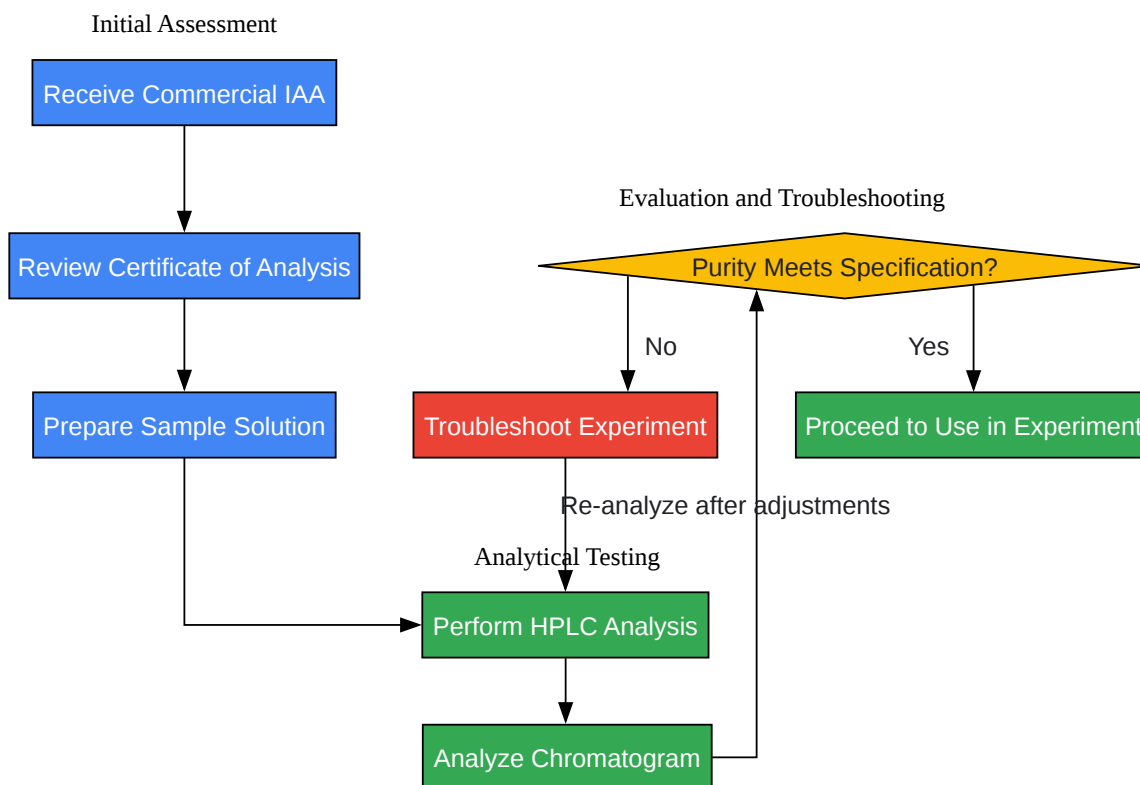 Initial Assessment
Receive Commercial IAA
Review Certificate of Analysis
Prepare Sample Solution
Evaluation and Troubleshooting
Purity Meets Specification?
No
Yes
Troubleshoot Experiment
Proceed to Use in Experiment
Re-analyze after adjustments
Analytical Testing
Perform HPLC Analysis
Analyze Chromatogram